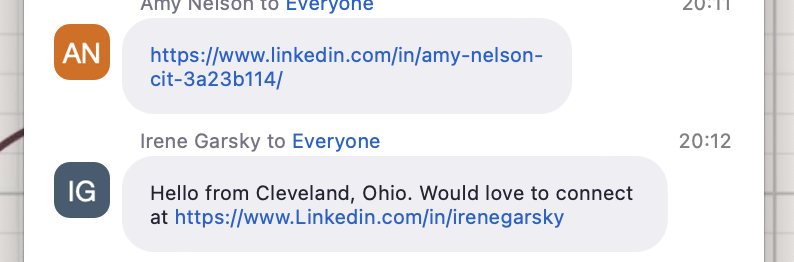 Amy Nelson to Everyone
20:11
AN
https://www.linkedin.com/in/amy-nelson-
cit-3a23b114/
Irene Garsky to Everyone
20:12
IG
Hello from Cleveland, Ohio. Would love to connect
at https://www.Linkedin.com/in/irenegarsky